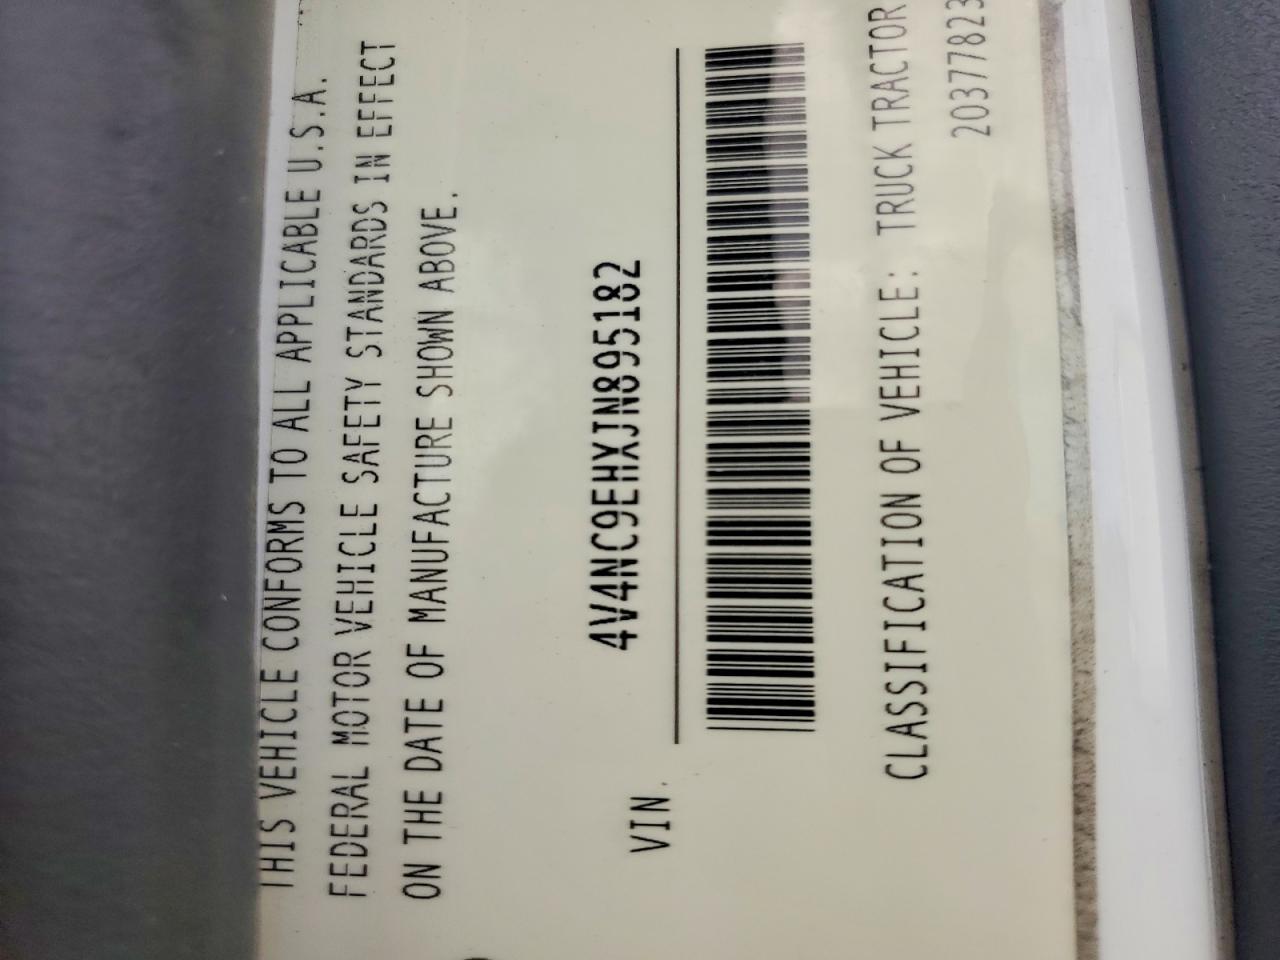 THIS VEHICLE CONFORMS TO ALL APPLICABLE U.S.A.
FEDERAL MOTOR VEHICLE SAFETY STANDARDS IN EFFECT
ON THE DATE OF MANUFACTURE SHOWN ABOVE.
4V4NC9EHXJN895182
VIN.
CLASSIFICATION OF VEHICLE: TRUCK TRACTOR
20377823